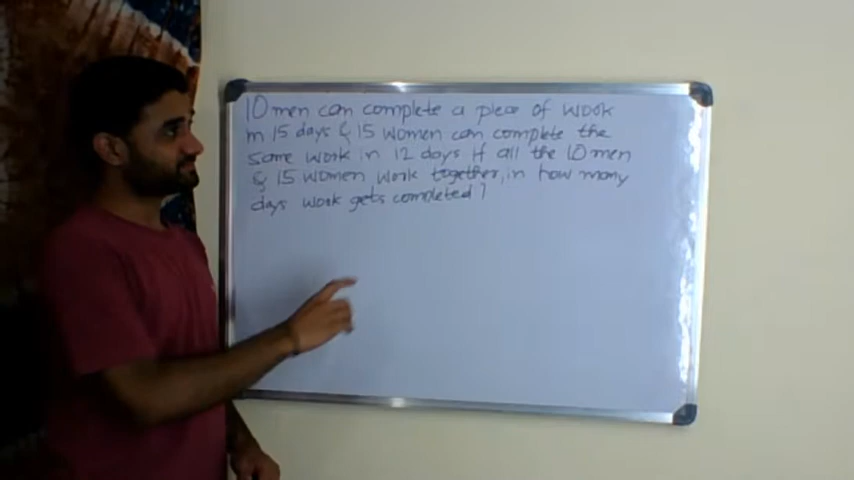 10 men can complete a piece of work
in 15 days & 15 women can complete the
same work in 12 days If all the 10 men
& 15 women work together, in how many
days work gets completed?